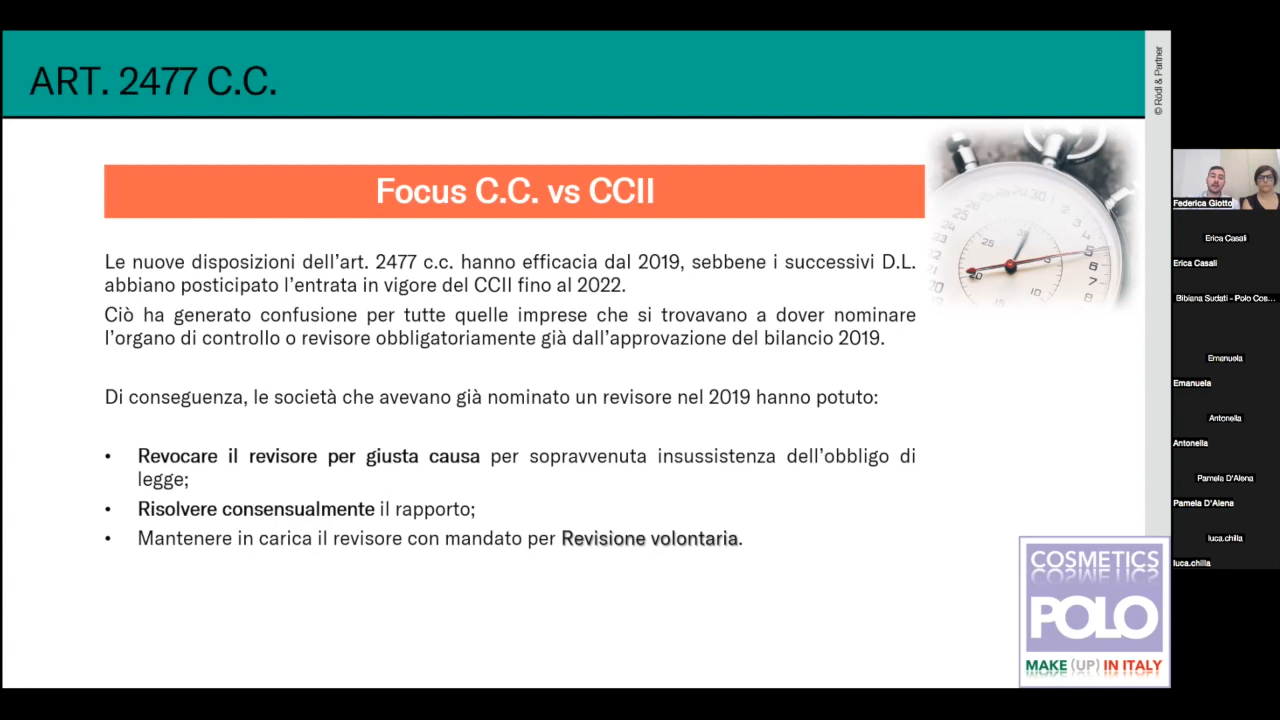 ART. 2477 C.C.
© Rödl & Partner
Focus C.C. vs CCII
Le nuove disposizioni dell'art. 2477 c.c. hanno efficacia dal 2019, sebbene i successivi D.L.
abbiano posticipato l'entrata in vigore del CCII fino al 2022.
Ciò ha generato confusione per tutte quelle imprese che si trovavano a dover nominare
l'organo di controllo o revisore obbligatoriamente già dall'approvazione del bilancio 2019.
Di conseguenza, le società che avevano già nominato un revisore nel 2019 hanno potuto:
• Revocare il revisore per giusta causa per sopravvenuta insussistenza dell'obbligo di
legge;
• Risolvere consensualmente il rapporto;
• Mantenere in carica il revisore con mandato per Revisione volontaria.
COSMETICS
POLO
MAKE (UP) IN ITALY
Federica Giotto
Erica Casali
Erica Casali
Bibiana Sudati - Polo Cos...
Emanuela
Emanuela
Antonella
Antonella
Pamela D'Alena
Pamela D'Alena
luca.chilla
luca.chilla